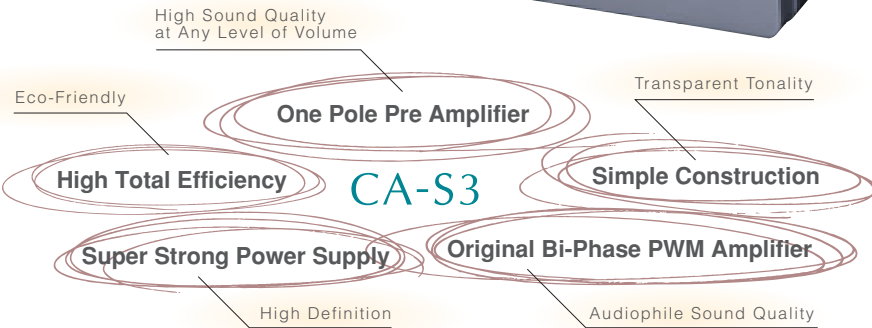 High Sound Quality
at Any Level of Volume
Eco-Friendly
Transparent Tonality
One Pole Pre Amplifier
High Total Efficiency
CA-S3
Simple Construction
Super Strong Power Supply
Original Bi-Phase PWM Amplifier
High Definition
Audiophile Sound Quality